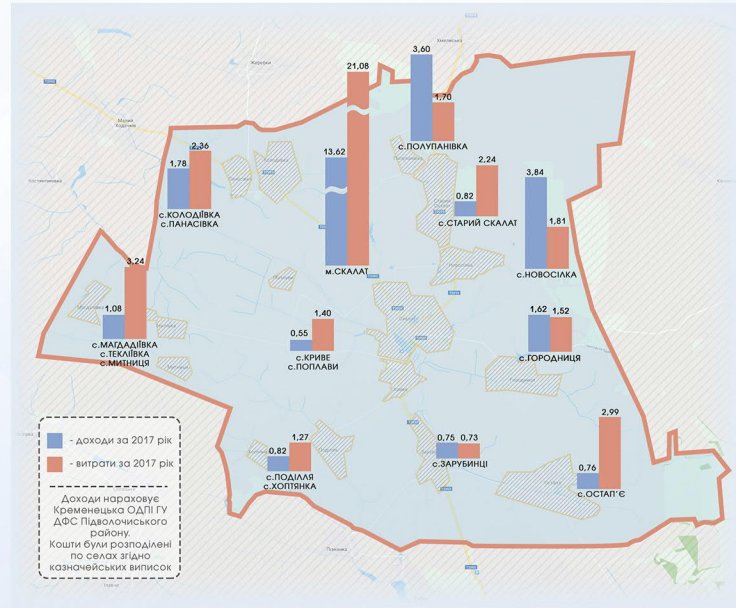 3,60
21,08
1,70
с.ПОЛУПАНІВКА
2,36
1,78
с.КОЛОДІЇВКА
с.ПАНАСІВКА
13,62
м.СКАЛАТ
2,24
0,82
с.СТАРИЙ СКАЛАТ
3,84
1,81
с.НОВОСІЛКА
3,24
1,08
с.МАГДАДІЇВКА
с.ТЕКЛІЇВКА
с.МИТНИЦЯ
1,40
0,55
с.КРИВЕ
с.ПОПЛАВИ
1,62
1,52
с.ГОРОДНИЦЯ
1,27
0,82
с.ПОДІЛЛЯ
с.ХОПТЯНКА
0,75
0,73
с.ЗАРУБИНЦІ
2,99
0,76
с.ОСТАП'Є
- доходи за 2017 рік
- витрати за 2017 рік
Доходи нараховує
Кременецька ОДПІ ГУ
ДФС Підволочиського
району.
Кошти були розподілені
по селах згідно
казначейських виписок